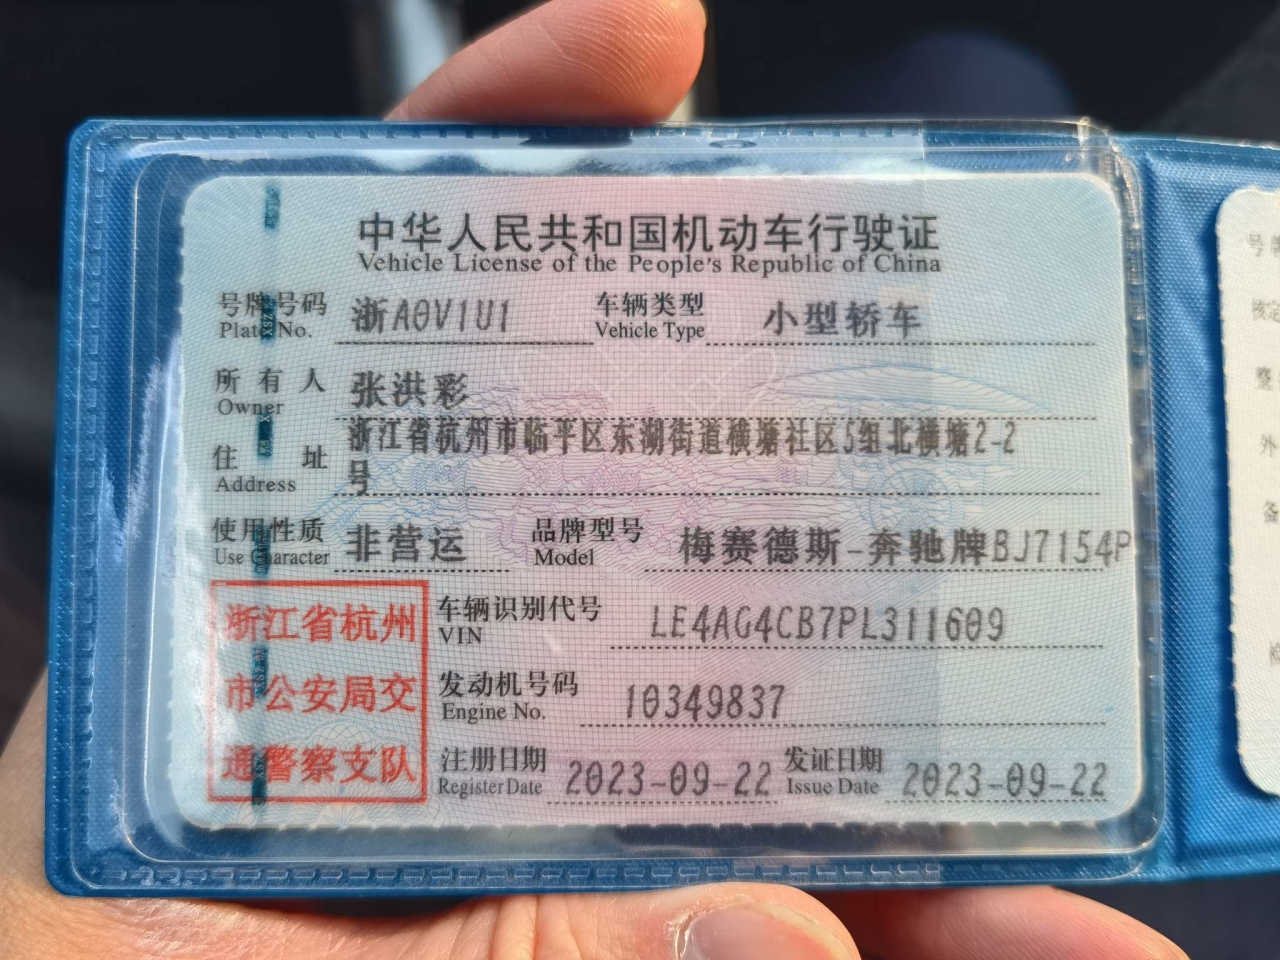 中华人民共和国机动车行驶证
Vehicle License of the People's Republic of China
号牌号码 浙A0V1U1 车辆类型 小型轿车
Plate No. Vehicle Type
所有人 张洪彩
Owner
住址 浙江省杭州市临平区东湖街道横塘社区5组北横塘2-2
Address 号
使用性质 非营运 品牌型号 梅赛德斯-奔驰牌BJ7154P
Use Character Model
浙江省杭州 车辆识别代号 LE4AG4CB7PL311609
VIN
市公安局交 发动机号码 10349837
Engine No.
通警察支队 注册日期 2023-09-22 发证日期 2023-09-22
Register Date Issue Date
号牌
核定
整
外
备
检